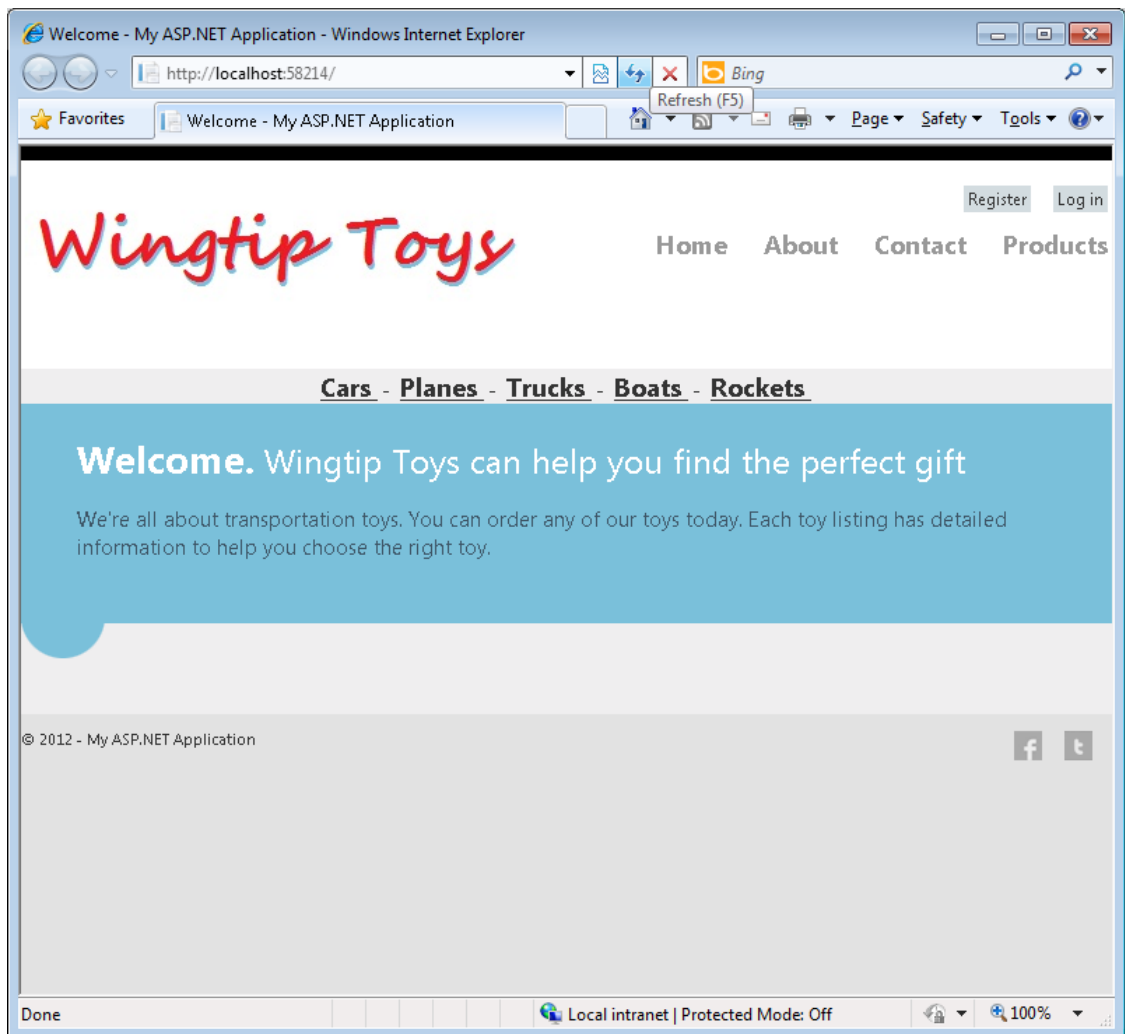 Welcome - My ASP.NET Application - Windows Internet Explorer
http://localhost:58214/
Bing
Refresh (F5)
Favorites
Welcome - My ASP.NET Application
Page
Safety
Tools
Register
Log in
Wingtip Toys
Home
About
Contact
Products
Cars - Planes - Trucks - Boats - Rockets
Welcome. Wingtip Toys can help you find the perfect gift
We're all about transportation toys. You can order any of our toys today. Each toy listing has detailed
information to help you choose the right toy.
© 2012 - My ASP.NET Application
Done
Local intranet | Protected Mode: Off
100%